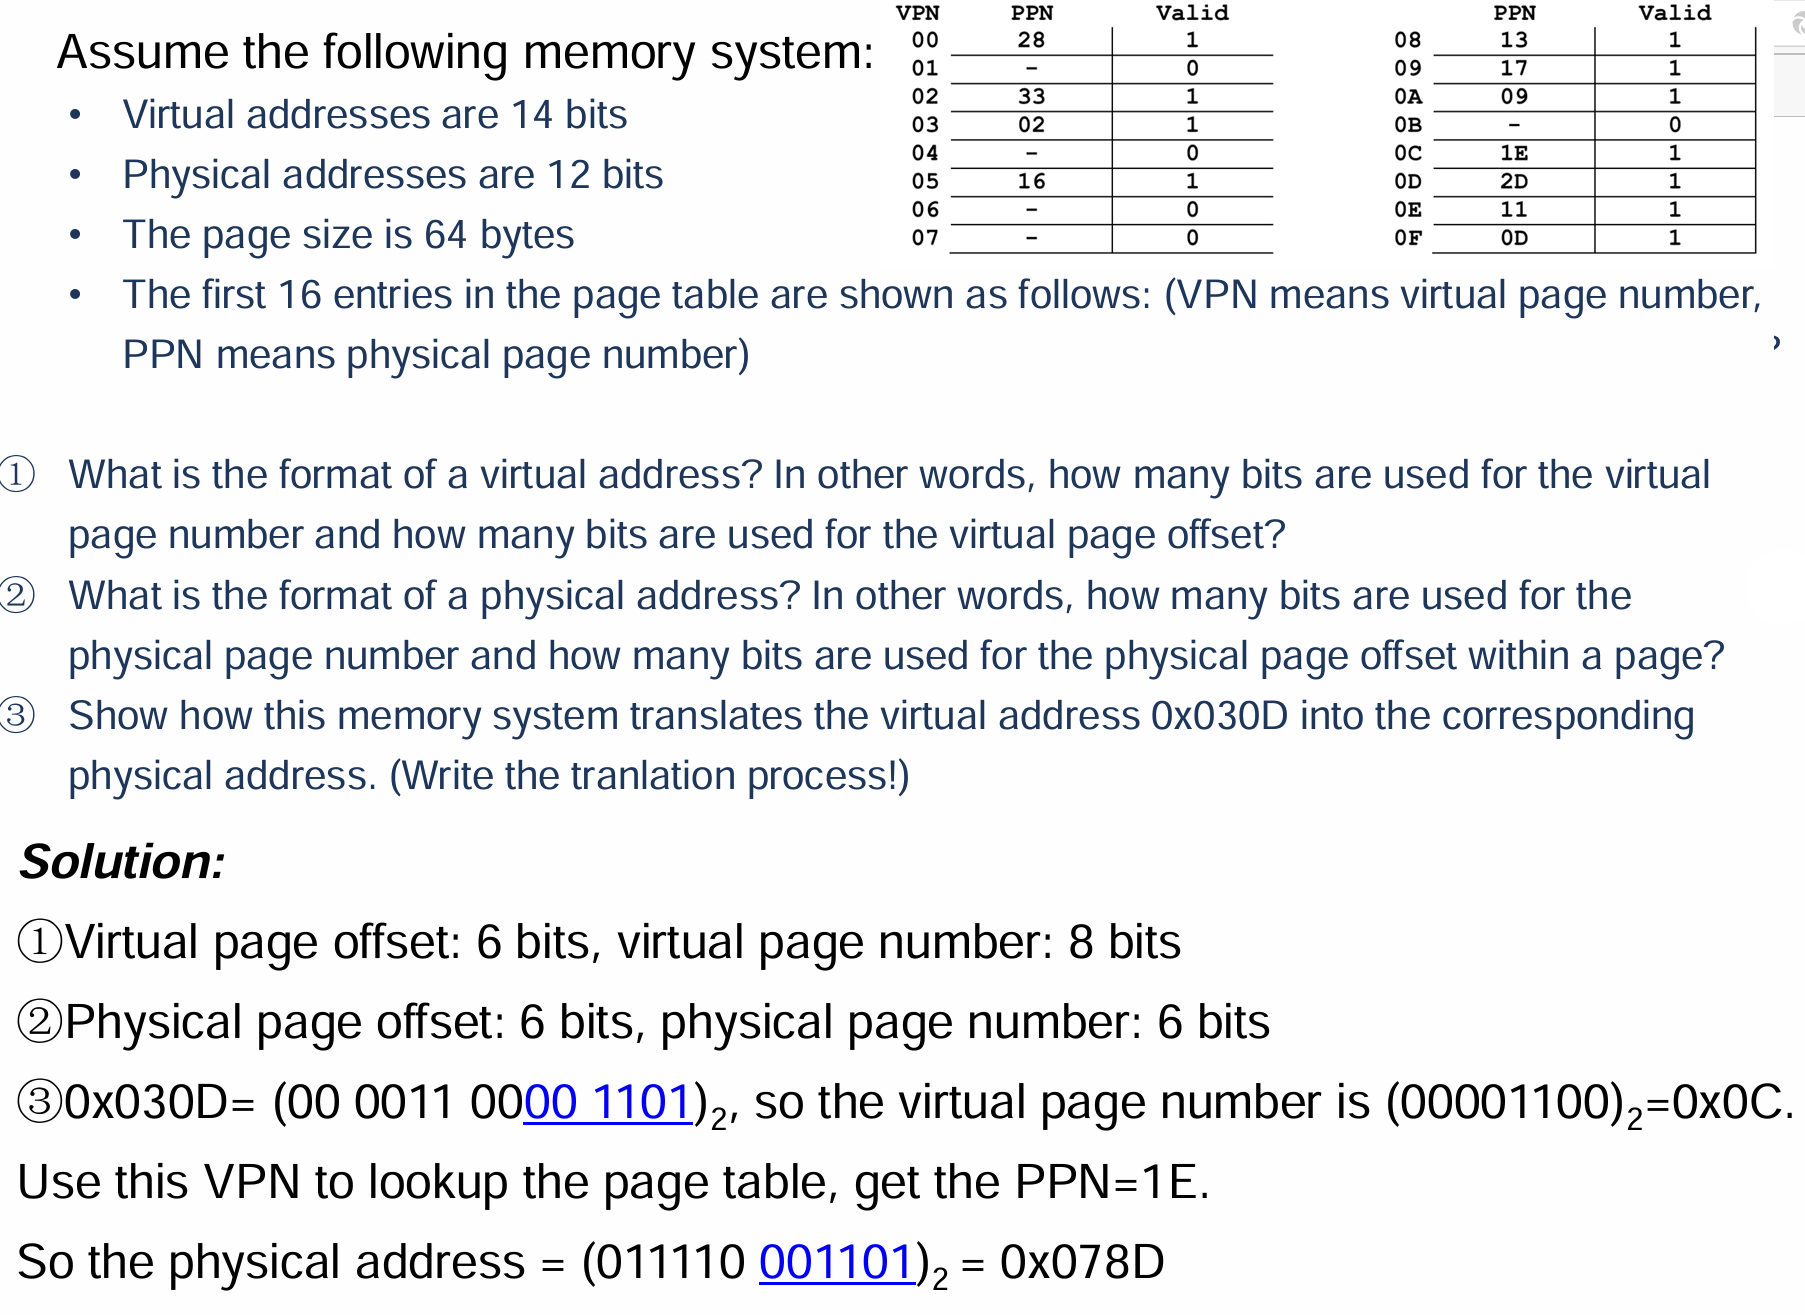 Assume the following memory system:
• Virtual addresses are 14 bits
• Physical addresses are 12 bits
• The page size is 64 bytes
VPN PPN Valid
00 28 1
01 – 0
02 33 1
03 02 1
04 – 0
05 16 1
06 – 0
07 – 0
PPN Valid
08 13 1
09 17 1
0A 09 1
0B – 0
0C 1E 1
0D 2D 1
0E 11 1
0F 0D 1
• The first 16 entries in the page table are shown as follows: (VPN means virtual page number,
PPN means physical page number)
① What is the format of a virtual address? In other words, how many bits are used for the virtual
page number and how many bits are used for the virtual page offset?
② What is the format of a physical address? In other words, how many bits are used for the
physical page number and how many bits are used for the physical page offset within a page?
③ Show how this memory system translates the virtual address 0x030D into the corresponding
physical address. (Write the tranlation process!)
Solution:
①Virtual page offset: 6 bits, virtual page number: 8 bits
②Physical page offset: 6 bits, physical page number: 6 bits
③0x030D= (00 0011 0000 1101)₂, so the virtual page number is (00001100)₂=0x0C.
Use this VPN to lookup the page table, get the PPN=1E.
So the physical address = (011110 001101)₂ = 0x078D